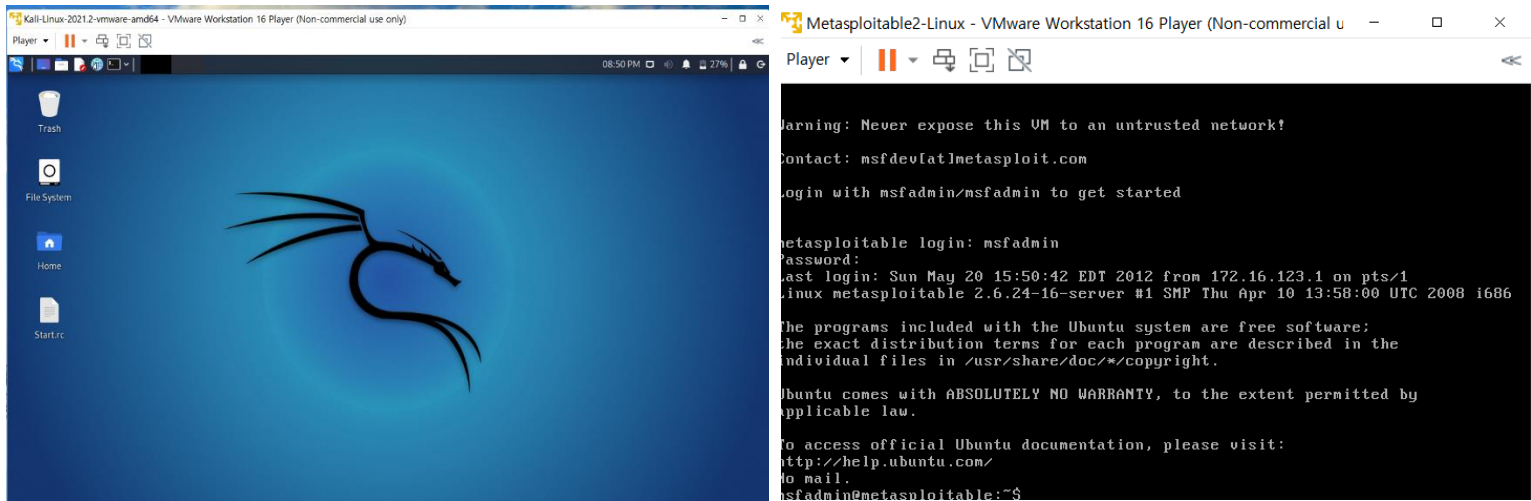 Kali-Linux-2021.2-vmware-amd64 - VMware Workstation 16 Player (Non-commercial use only)
Player
08:50 PM
27%
Trash
File System
Home
Start.rc
Metasploitable2-Linux - VMware Workstation 16 Player (Non-commercial u
Player
Warning: Never expose this VM to an untrusted network!
Contact: msfdev[at]metasploit.com
Login with msfadmin/msfadmin to get started
metasploitable login: msfadmin
Password:
Last login: Sun May 20 15:50:42 EDT 2012 from 172.16.123.1 on pts/1
Linux metasploitable 2.6.24-16-server #1 SMP Thu Apr 10 13:58:00 UTC 2008 i686
The programs included with the Ubuntu system are free software;
the exact distribution terms for each program are described in the
individual files in /usr/share/doc/*/copyright.
Ubuntu comes with ABSOLUTELY NO WARRANTY, to the extent permitted by
applicable law.
To access official Ubuntu documentation, please visit:
http://help.ubuntu.com/
No mail.
msfadmin@metasploitable:~$